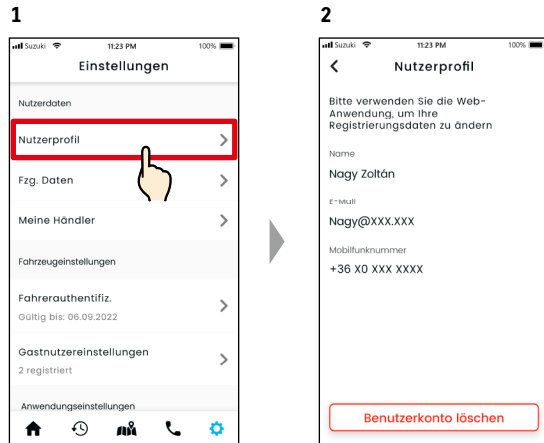 1
Suzuki 11:23 PM 100%
Einstellungen
Nutzerdaten
Nutzerprofil
Fzg. Daten
Meine Händler
Fahrzeugeinstellungen
Fahrerauthentifiz.
Gültig bis: 06.09.2022
Gastnutzereinstellungen
2 registriert
Anwendungseinstellungen
2
Suzuki 11:23 PM 100%
Nutzerprofil
Bitte verwenden Sie die Web-
Anwendung, um Ihre
Registrierungsdaten zu ändern
Name
Nagy Zoltán
E-Mail
Nagy@XXX.XXX
Mobilfunknummer
+36 X0 XXX XXXX
Benutzerkonto löschen